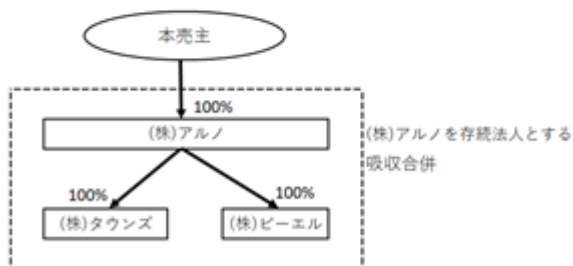 本売主
100%
(株)アルノ
(株)アルノを存続法人とする
吸収合併
100%
100%
(株)タウンズ
(株)ピーエル